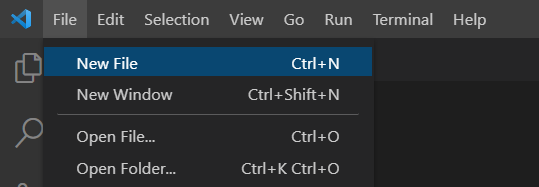 File Edit Selection View Go Run Terminal Help
New File Ctrl+N
New Window Ctrl+Shift+N
Open File... Ctrl+O
Open Folder... Ctrl+K Ctrl+O